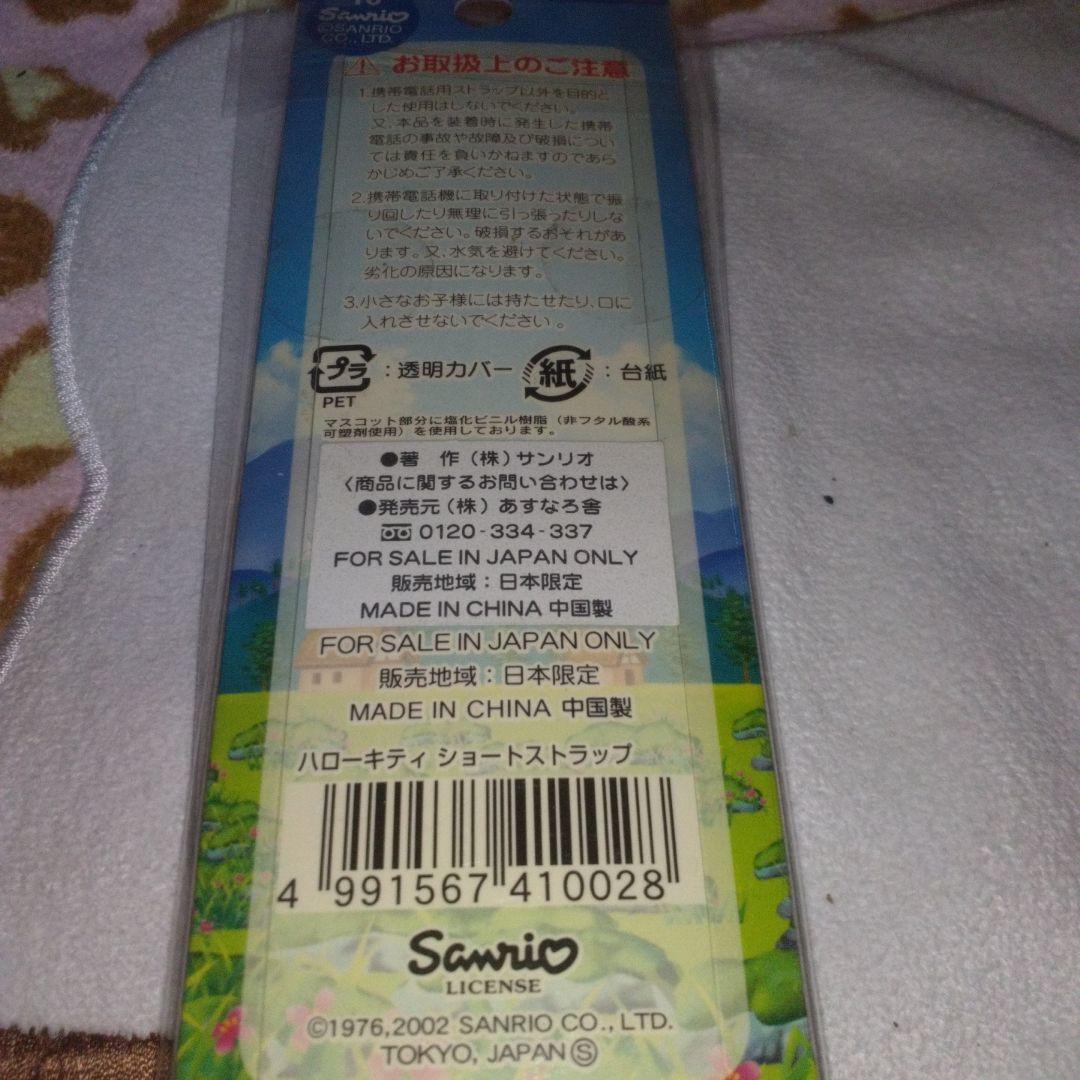 Sanrio
©SANRIO
CO., LTD.
⚠ お取扱上のご注意
1.携帯電話用ストラップ以外を目的と
した使用はしないでください。
又、本品を装着時に発生した携帯
電話の事故や故障及び破損につい
ては責任を負いかねますのであら
かじめご了承ください。
2.携帯電話機に取り付けた状態で振
り回したり無理に引っ張ったりしな
いでください。破損するおそれがあ
ります。又、水気を避けてください。
劣化の原因になります。
3.小さなお子様には持たせたり、口に
入れさせないでください。
プラ : 透明カバー 紙 : 台紙
PET
マスコット部分に塩化ビニル樹脂（非フタル酸系
可塑剤使用）を使用しております。
●著 作（株）サンリオ
〈商品に関するお問い合わせは〉
●発売元（株）あすなろ舎
0120-334-337
FOR SALE IN JAPAN ONLY
販売地域：日本限定
MADE IN CHINA 中国製
FOR SALE IN JAPAN ONLY
販売地域：日本限定
MADE IN CHINA 中国製
ハローキティ ショートストラップ
4 991567 410028
Sanrio
LICENSE
©1976,2002 SANRIO CO., LTD.
TOKYO, JAPAN Ⓢ